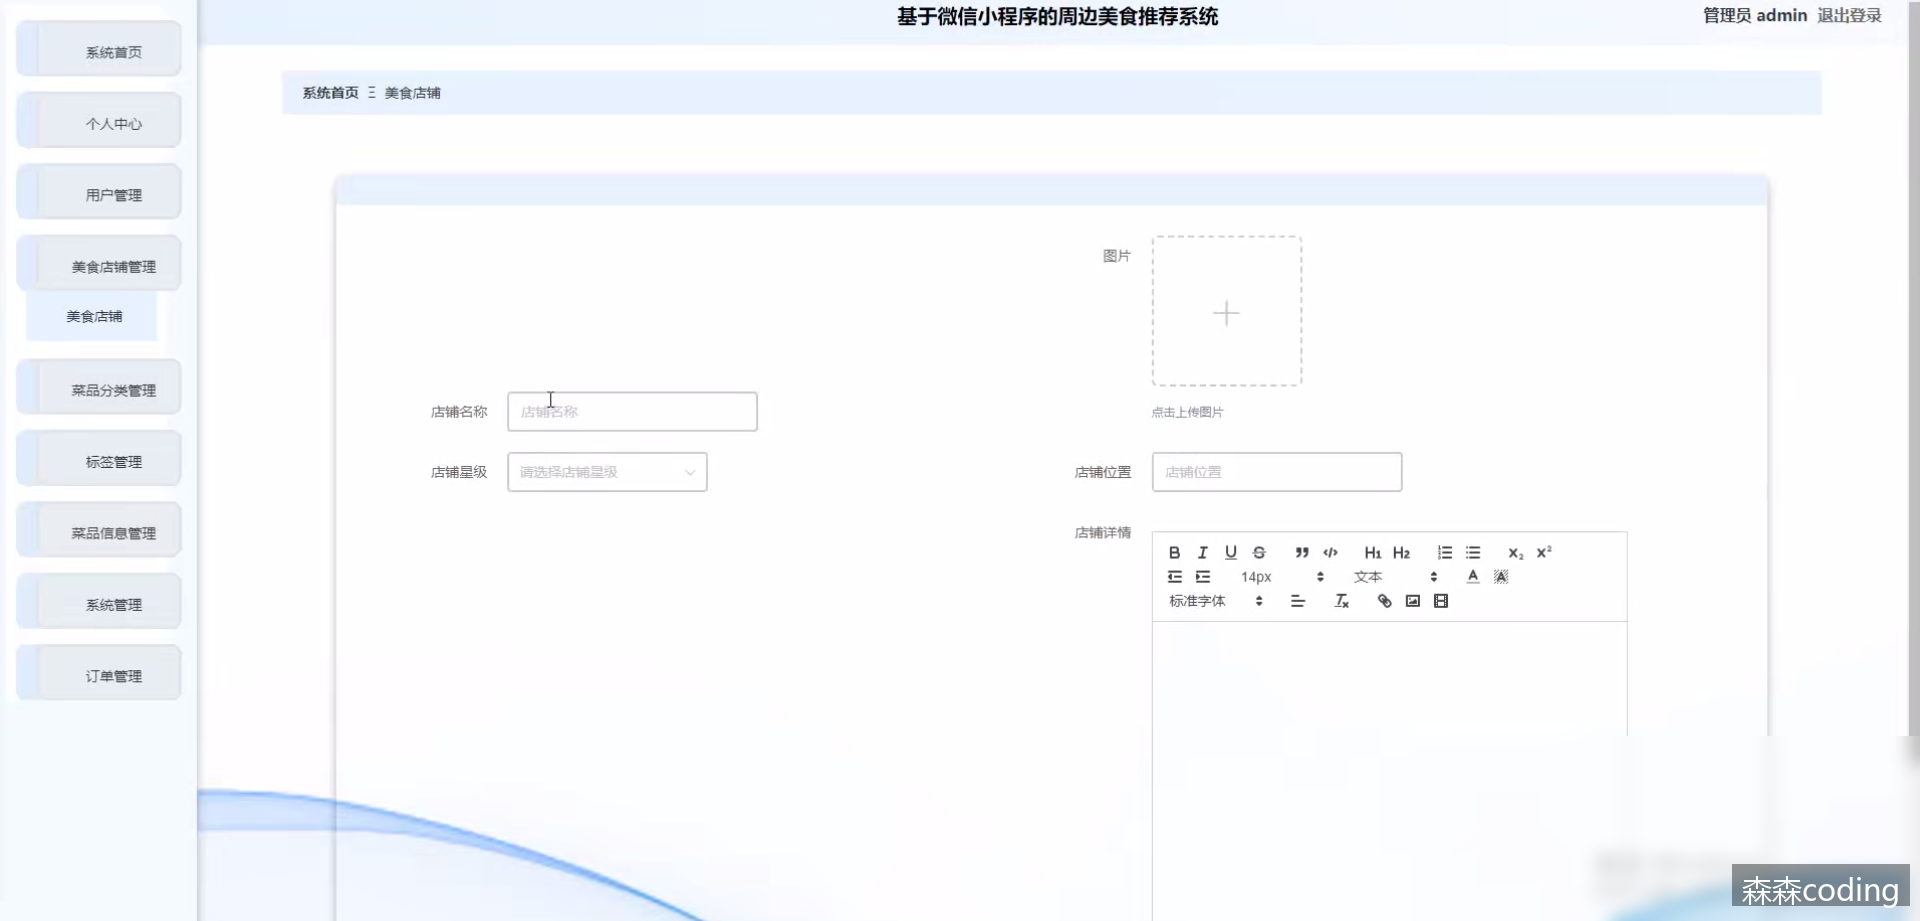 基于微信小程序的周边美食推荐系统
管理员 admin 退出登录
系统首页
个人中心
用户管理
美食店铺管理
美食店铺
菜品分类管理
标签管理
菜品信息管理
系统管理
订单管理
系统首页 Ξ 美食店铺
图片
点击上传图片
店铺名称 店铺名称
店铺星级 请选择店铺星级
店铺位置 店铺位置
店铺详情
B I U S ” </> H1 H2 x2 x2
14px 文本 A A
标准字体
森森coding